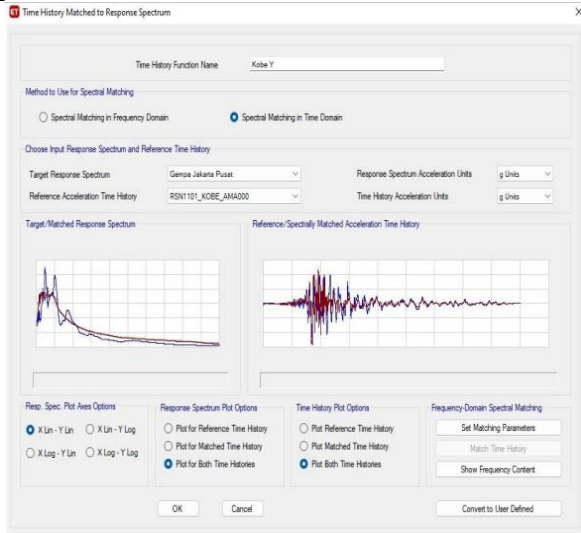 ET Time History Matched to Response Spectrum
Time History Function Name Kobe Y
Method to Use for Spectral Matching
Spectral Matching in Frequency Domain Spectral Matching in Time Domain
Choose Input Response Spectrum and Reference Time History
Target Response Spectrum Gempa Jakarta Pusat Response Spectrum Acceleration Units g Units
Reference Acceleration Time History RSN1101_KOBE_AMA000 Time History Acceleration Units g Units
Target/Matched Response Spectrum Reference/Spectrally Matched Acceleration Time History
Resp. Spec. Plot Axes Options Response Spectrum Plot Options Time History Plot Options Frequency-Domain Spectral Matching
X Lin - Y Lin X Lin - Y Log Plot for Reference Time History Plot Reference Time History Set Matching Parameters
X Log - Y Lin X Log - Y Log Plot for Matched Time History Plot Matched Time History Match Time History
Plot for Both Time Histories Plot Both Time Histories Show Frequency Content
OK Cancel Convert to User Defined